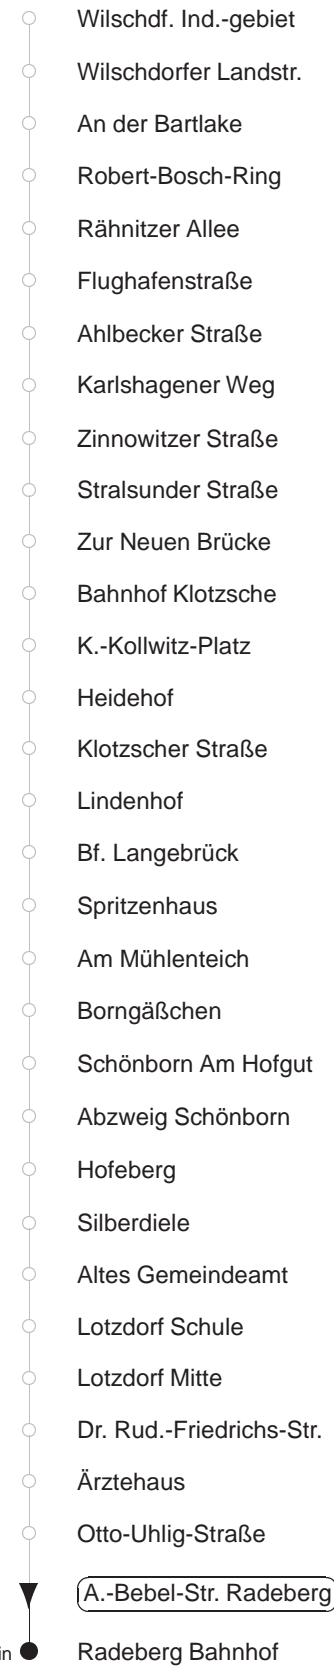 Wilschdf. Ind.-gebiet
Wilschdorfer Landstr.
An der Bartlake
Robert-Bosch-Ring
Rähnitzer Allee
Flughafenstraße
Ahlbecker Straße
Karlshagener Weg
Zinnowitzer Straße
Stralsunder Straße
Zur Neuen Brücke
Bahnhof Klotzsche
K.-Kollwitz-Platz
Heidehof
Klotzscher Straße
Lindenhof
Bf. Langebrück
Spritzenhaus
Am Mühlenteich
Borngäßchen
Schönborn Am Hofgut
Abzweig Schönborn
Hofeberg
Silberdiele
Altes Gemeindeamt
Lotzdorf Schule
Lotzdorf Mitte
Dr. Rud.-Friedrichs-Str.
Ärztehaus
Otto-Uhlig-Straße
A.-Bebel-Str. Radeberg
Radeberg Bahnhof